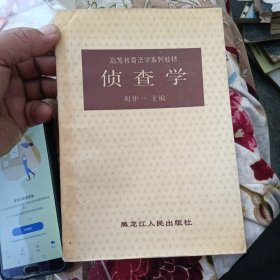 高等教育法学系列教材
侦查学
刘仲一 主编
黑龙江人民出版社